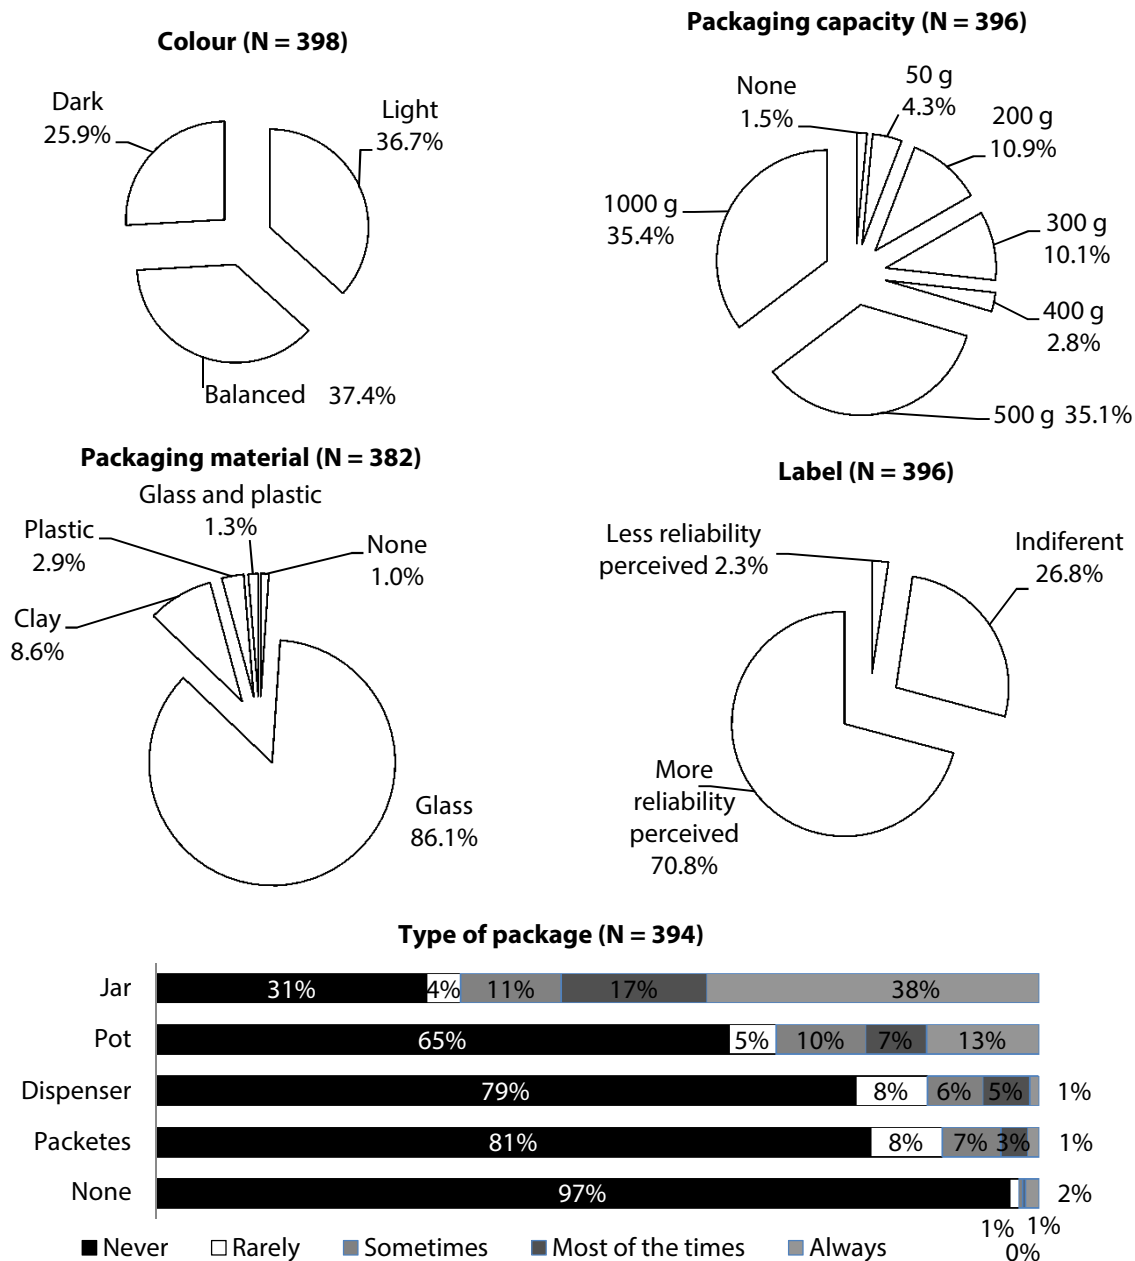 Colour (N = 398)
Dark
25.9%
Light
36.7%
Balanced 37.4%
Packaging capacity (N = 396)
None
1.5%
50 g
4.3%
200 g
10.9%
300 g
10.1%
400 g
2.8%
500 g 35.1%
1000 g
35.4%
Packaging material (N = 382)
Glass and plastic
1.3%
Plastic
2.9%
None
1.0%
Clay
8.6%
Glass
86.1%
Label (N = 396)
Less reliability
perceived 2.3%
Indiferent
26.8%
More
reliability
perceived
70.8%
Type of package (N = 394)
Jar 31% 4% 11% 17% 38%
Pot 65% 5% 10% 7% 13%
Dispenser 79% 8% 6% 5% 1%
Packetes 81% 8% 7% 3% 1%
None 97% 2%
1% 1%
0%
Never Rarely Sometimes Most of the times Always